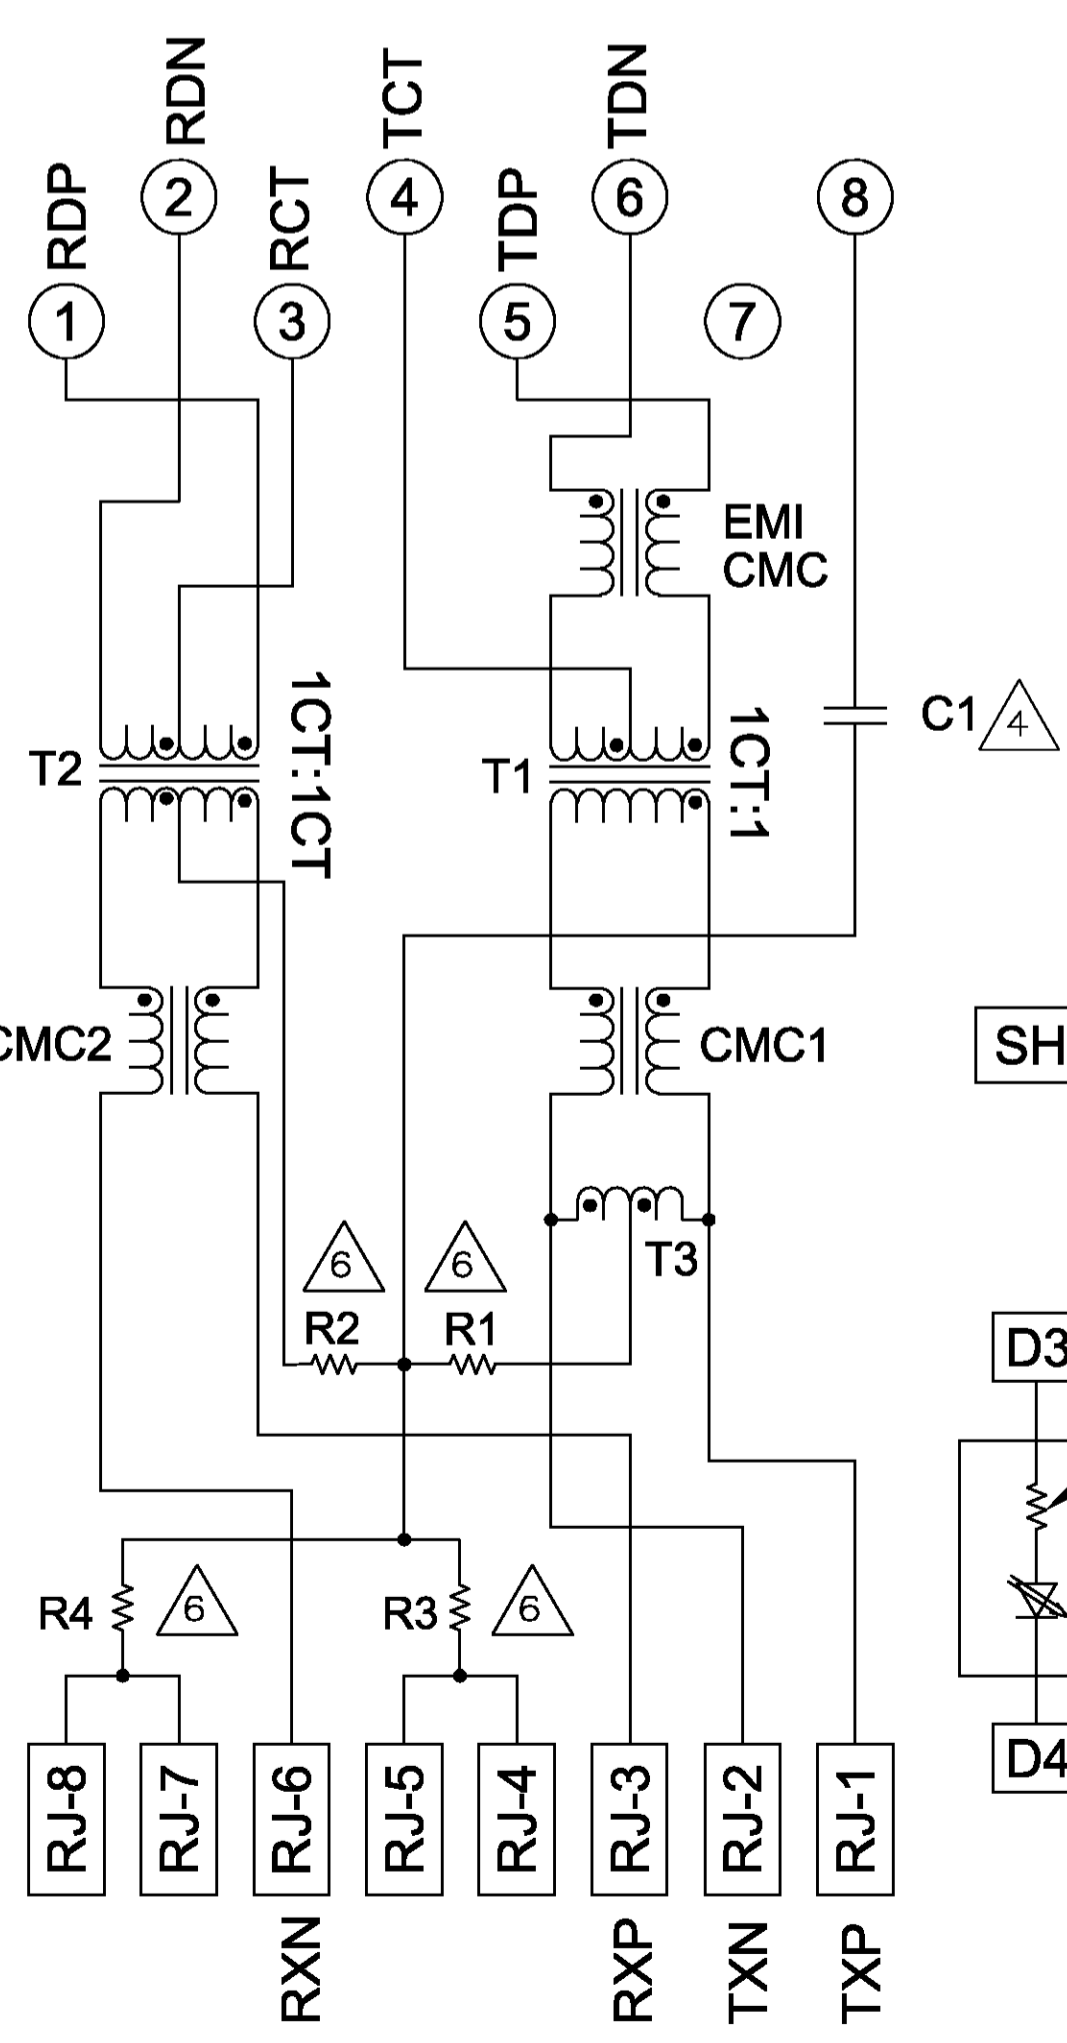 RDN
TCT
TDN
RDP
2
RCT
4
TDP
6
8
1
3
5
7
EMI
CMC
1CT:1CT
1CT:1
C1
4
T2
T1
CMC2
CMC1
SH
T3
6
6
R2
R1
D3
R4
6
R3
6
D4
RJ-8
RJ-7
RJ-6
RJ-5
RJ-4
RJ-3
RJ-2
RJ-1
RXN
RXP
TXN
TXP